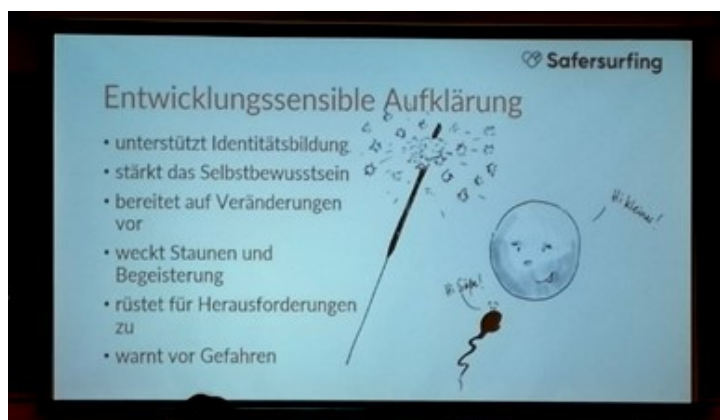 Safersurfing
Entwicklungssensible Aufklärung
• unterstützt Identitätsbildung
• stärkt das Selbstbewusstsein
• bereitet auf Veränderungen
vor
• weckt Staunen und
Begeisterung
• rüstet für Herausforderungen
zu
• warnt vor Gefahren
Hi Kleiner!
Hi Süße!